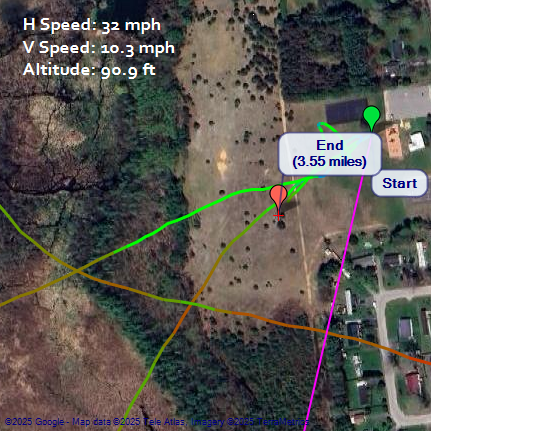 H Speed: 32 mph
V Speed: 10.3 mph
Altitude: 90.9 ft
End
(3.55 miles)
Start
©2025 Google - Map data ©2025 Tele Atlas, Imagery ©2025 TerraMetrics